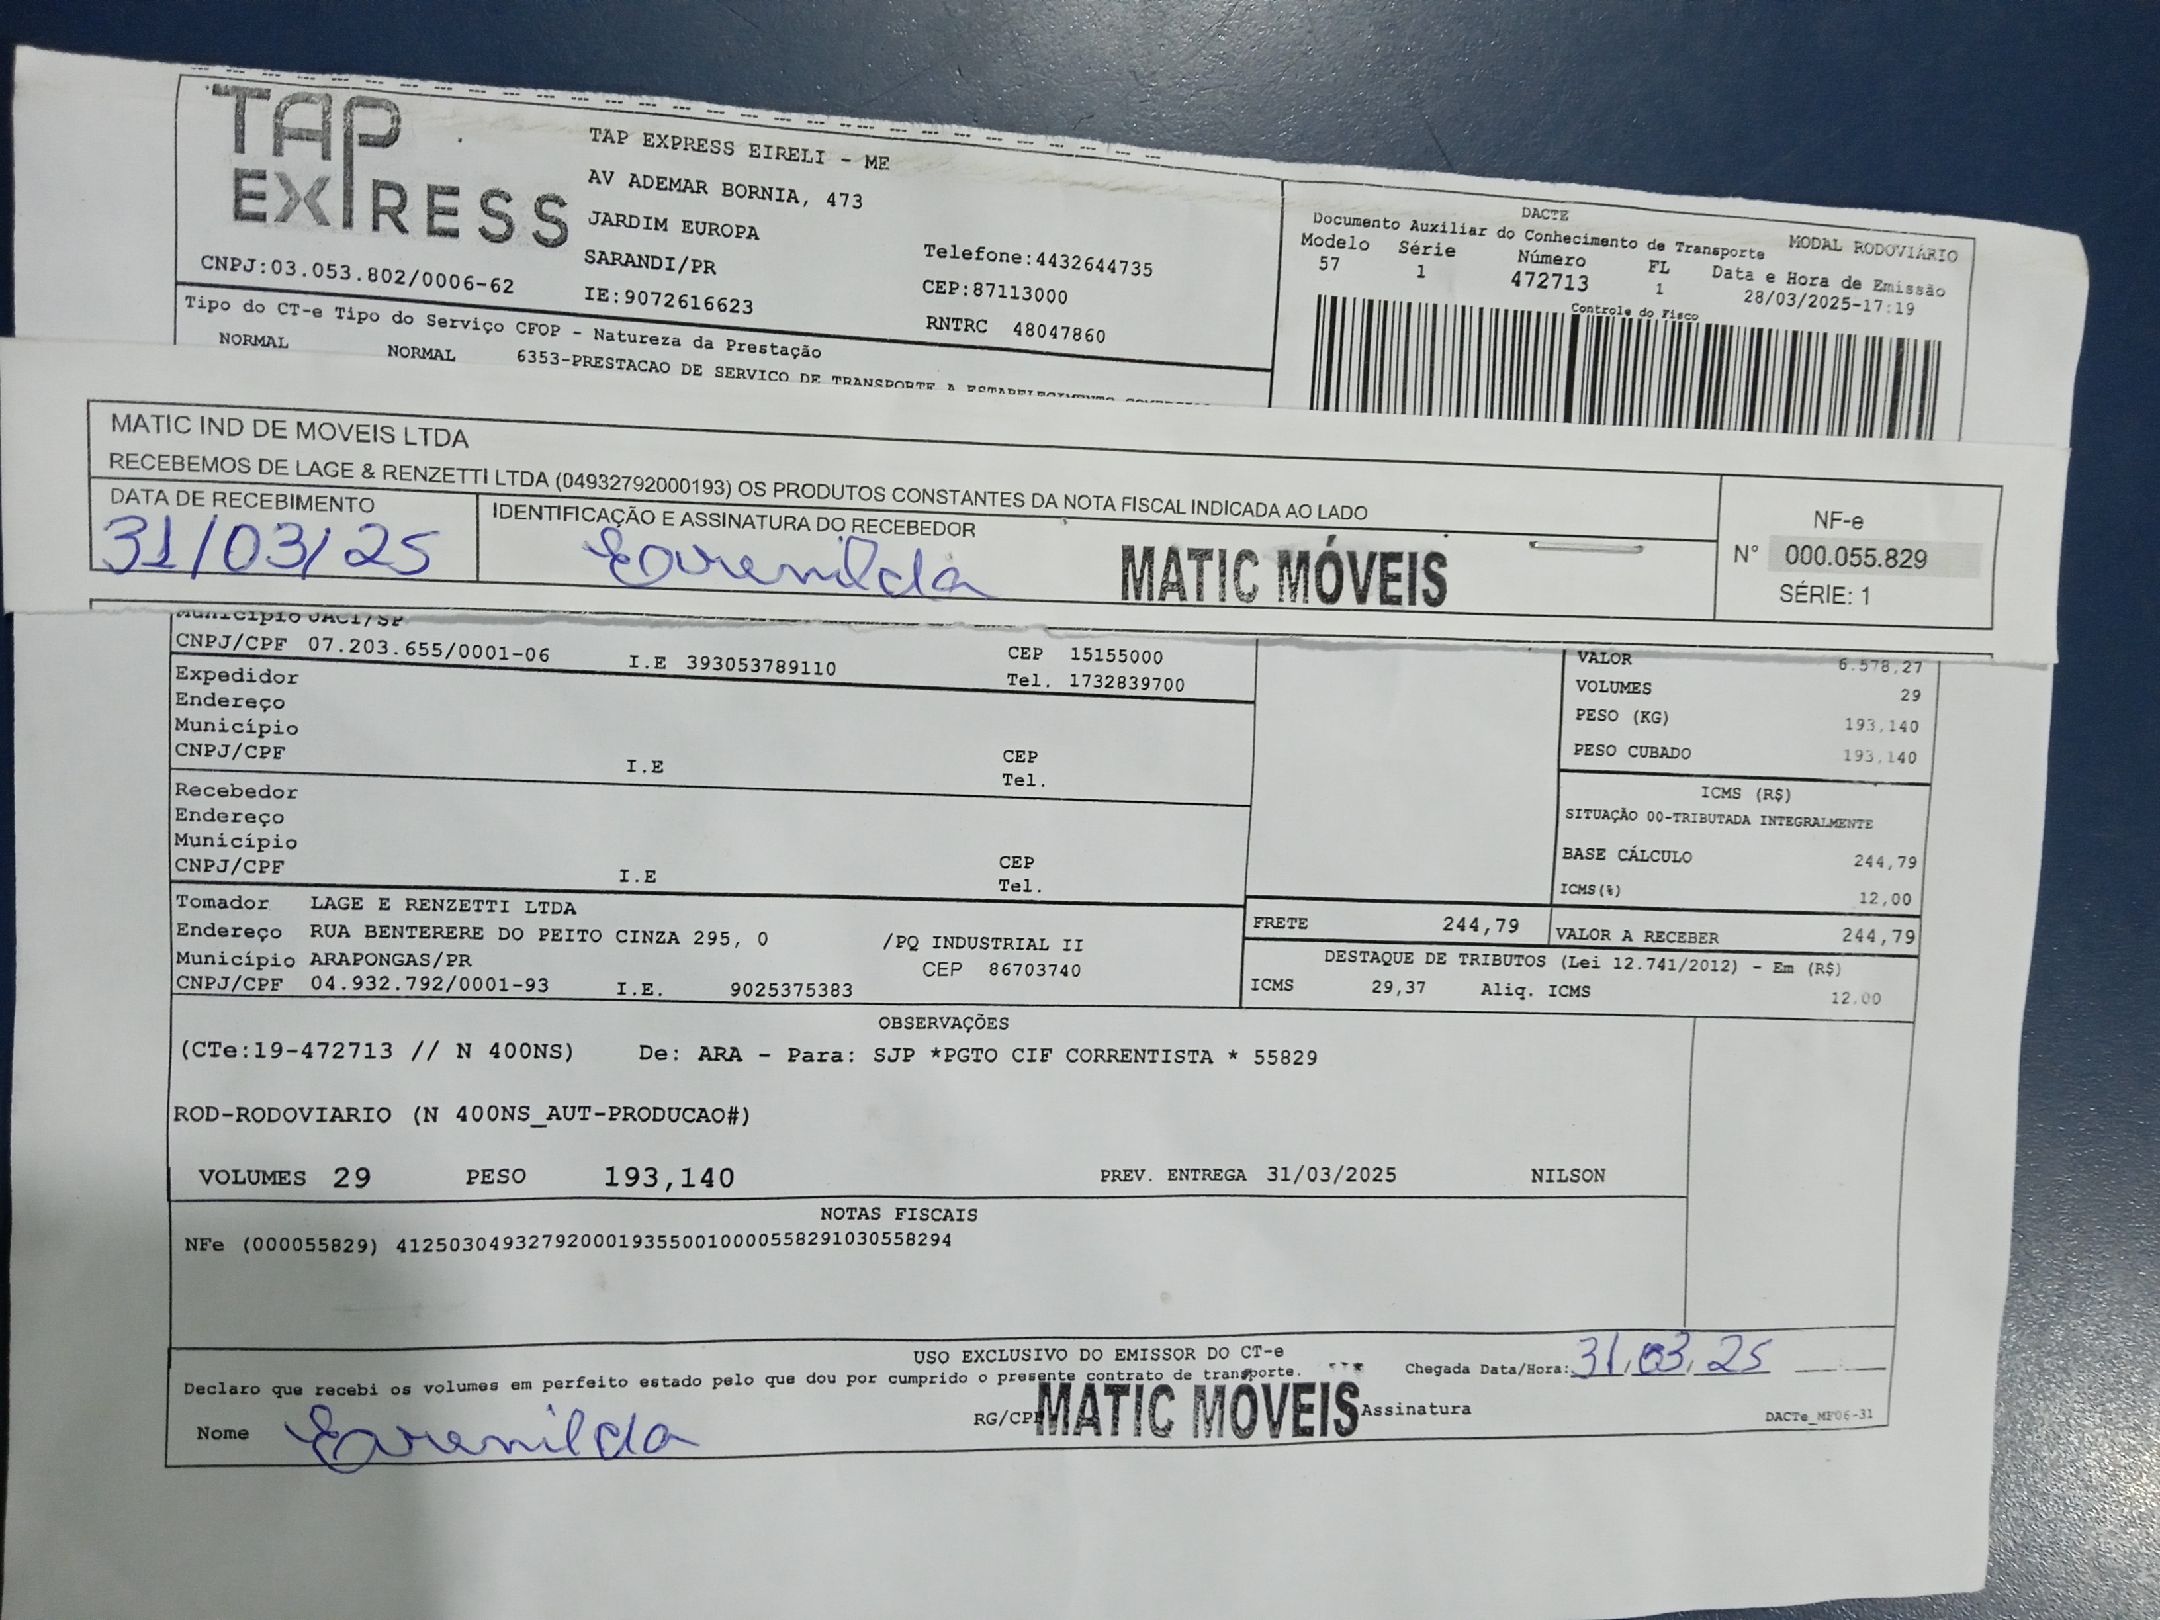 TAP EXPRESS
TAP EXPRESS EIRELI - ME
AV ADEMAR BORNIA, 473
JARDIM EUROPA
SARANDI/PR
Telefone:4432644735
CNPJ:03.053.802/0006-62
IE:9072616623
CEP:87113000
RNTRC 48047860
DACTE
Documento Auxiliar do Conhecimento de Transporte
MODAL RODOVIÁRIO
Modelo Série Número FL Data e Hora de Emissão
57 1 472713 1 28/03/2025-17:19
Controle do Fisco
Tipo do CT-e Tipo do Serviço CFOP - Natureza da Prestação
NORMAL NORMAL 6353-PRESTACAO DE SERVICO DE TRANSPORTE A ESTABELECIMENTO
MATIC IND DE MOVEIS LTDA
RECEBEMOS DE LAGE & RENZETTI LTDA (04932792000193) OS PRODUTOS CONSTANTES DA NOTA FISCAL INDICADA AO LADO
DATA DE RECEBIMENTO
31/03/25
IDENTIFICAÇÃO E ASSINATURA DO RECEBEDOR
MATIC MÓVEIS
NF-e
N° 000.055.829
SÉRIE: 1
Município JACI/SP
CNPJ/CPF 07.203.655/0001-06 I.E 393053789110 CEP 15155000
Tel. 1732839700
Expedidor
Endereço
Município
CNPJ/CPF I.E CEP
Tel.
Recebedor
Endereço
Município
CNPJ/CPF I.E CEP
Tel.
Tomador LAGE E RENZETTI LTDA
Endereço RUA BENTERERE DO PEITO CINZA 295, 0 /PQ INDUSTRIAL II
Município ARAPONGAS/PR CEP 86703740
CNPJ/CPF 04.932.792/0001-93 I.E. 9025375383
VALOR 6.578,27
VOLUMES 29
PESO (KG) 193,140
PESO CUBADO 193,140
ICMS (R$)
SITUAÇÃO 00-TRIBUTADA INTEGRALMENTE
BASE CÁLCULO 244,79
ICMS(%) 12,00
FRETE 244,79 VALOR A RECEBER 244,79
DESTAQUE DE TRIBUTOS (Lei 12.741/2012) - Em (R$)
ICMS 29,37 Aliq. ICMS 12.00
OBSERVAÇÕES
(CTe:19-472713 // N 400NS) De: ARA - Para: SJP *PGTO CIF CORRENTISTA * 55829
ROD-RODOVIARIO (N 400NS_AUT-PRODUCAO#)
VOLUMES 29 PESO 193,140 PREV. ENTREGA 31/03/2025 NILSON
NOTAS FISCAIS
NFe (000055829) 41250304932792000193550010000558291030558294
USO EXCLUSIVO DO EMISSOR DO CT-e
Declaro que recebi os volumes em perfeito estado pelo que dou por cumprido o presente contrato de transporte.
Chegada Data/Hora: 31,03,25
Nome
RG/CPF
MATIC MOVEIS
Assinatura
DACTe_MF06-31